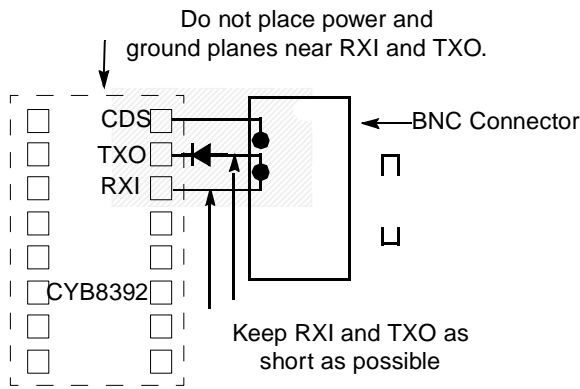 Do not place power and
ground planes near RXI and TXO.
CDS
BNC Connector
TXO
RXI
CYB8392
Keep RXI and TXO as
short as possible